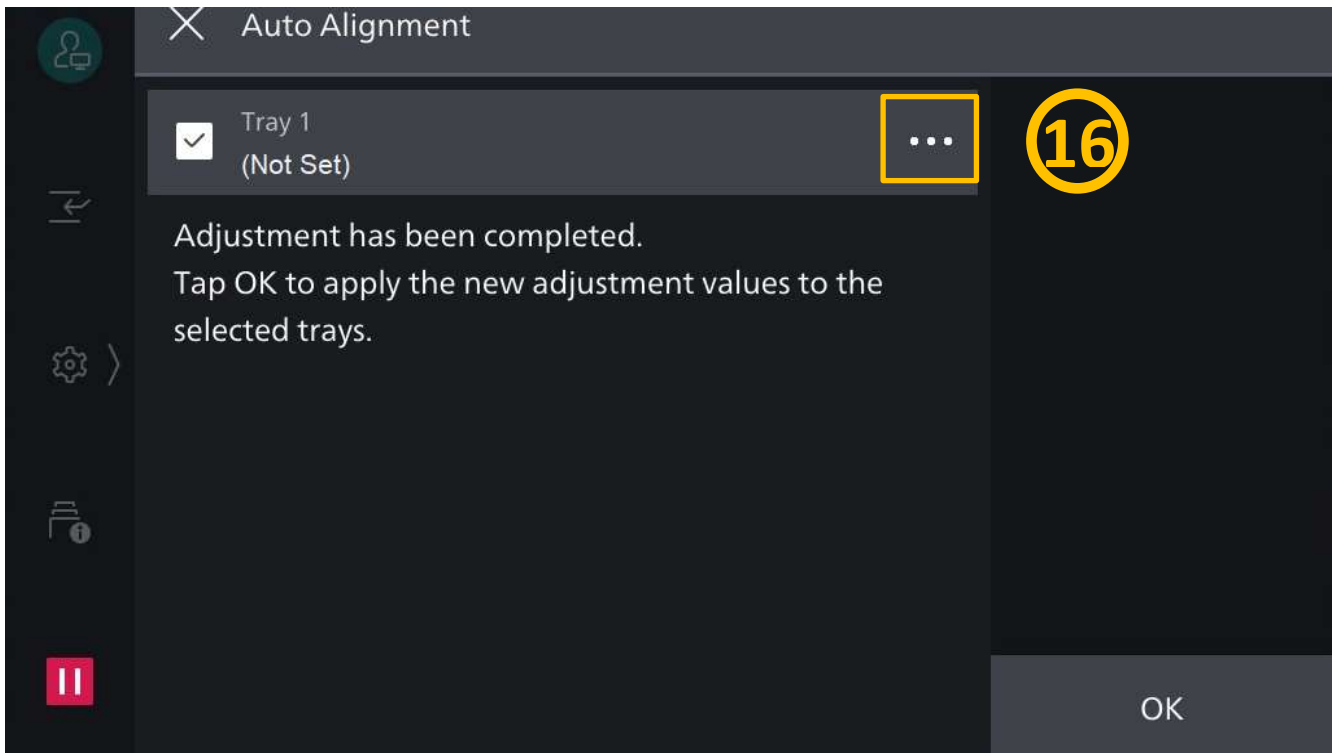 Auto Alignment
Tray 1
(Not Set)
16
Adjustment has been completed.
Tap OK to apply the new adjustment values to the
selected trays.
OK